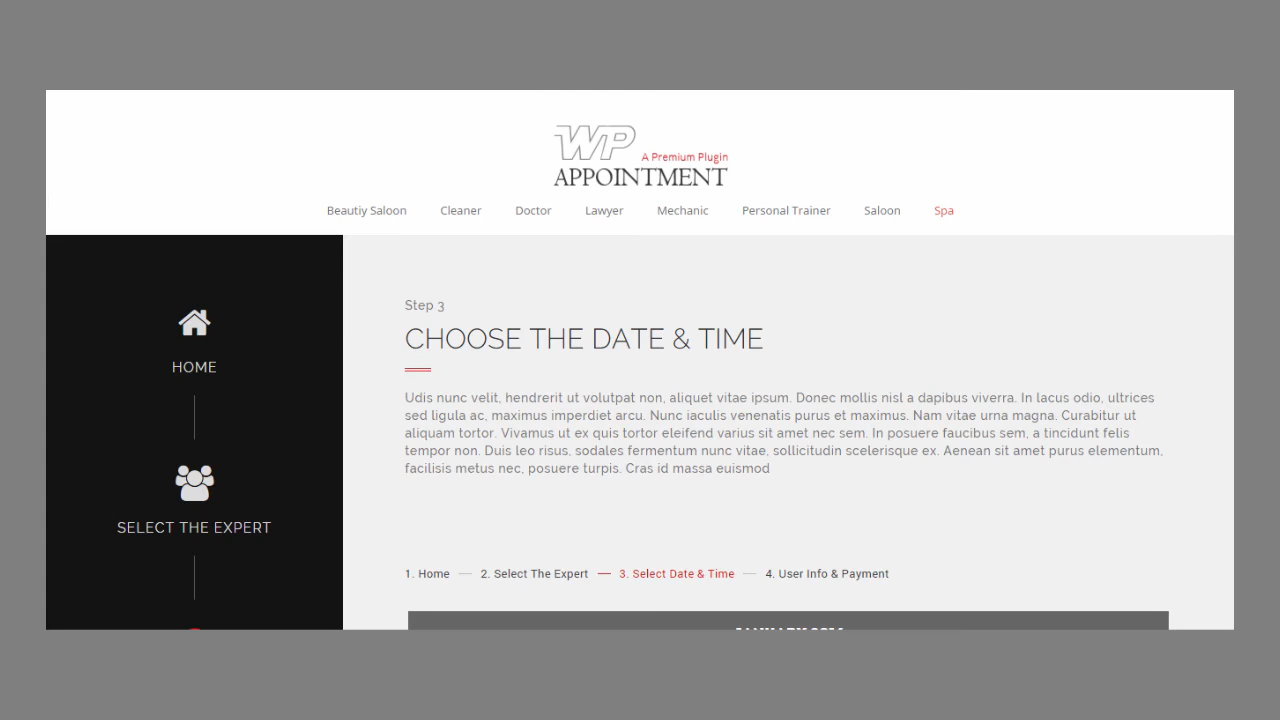 WP
A Premium Plugin
APPOINTMENT
Beautiy Saloon Cleaner Doctor Lawyer Mechanic Personal Trainer Saloon Spa
HOME
SELECT THE EXPERT
Step 3
CHOOSE THE DATE & TIME
Udis nunc velit, hendrerit ut volutpat non, aliquet vitae ipsum. Donec mollis nisl a dapibus viverra. In lacus odio, ultrices
sed ligula ac, maximus imperdiet arcu. Nunc iaculis venenatis purus et maximus. Nam vitae urna magna. Curabitur ut
aliquam tortor. Vivamus ut ex quis tortor eleifend varius sit amet nec sem. In posuere faucibus sem, a tincidunt felis
tempor non. Duis leo risus, sodales fermentum nunc vitae, sollicitudin scelerisque ex. Aenean sit amet purus elementum,
facilisis metus nec, posuere turpis. Cras id massa euismod
1. Home 2. Select The Expert 3. Select Date & Time 4. User Info & Payment